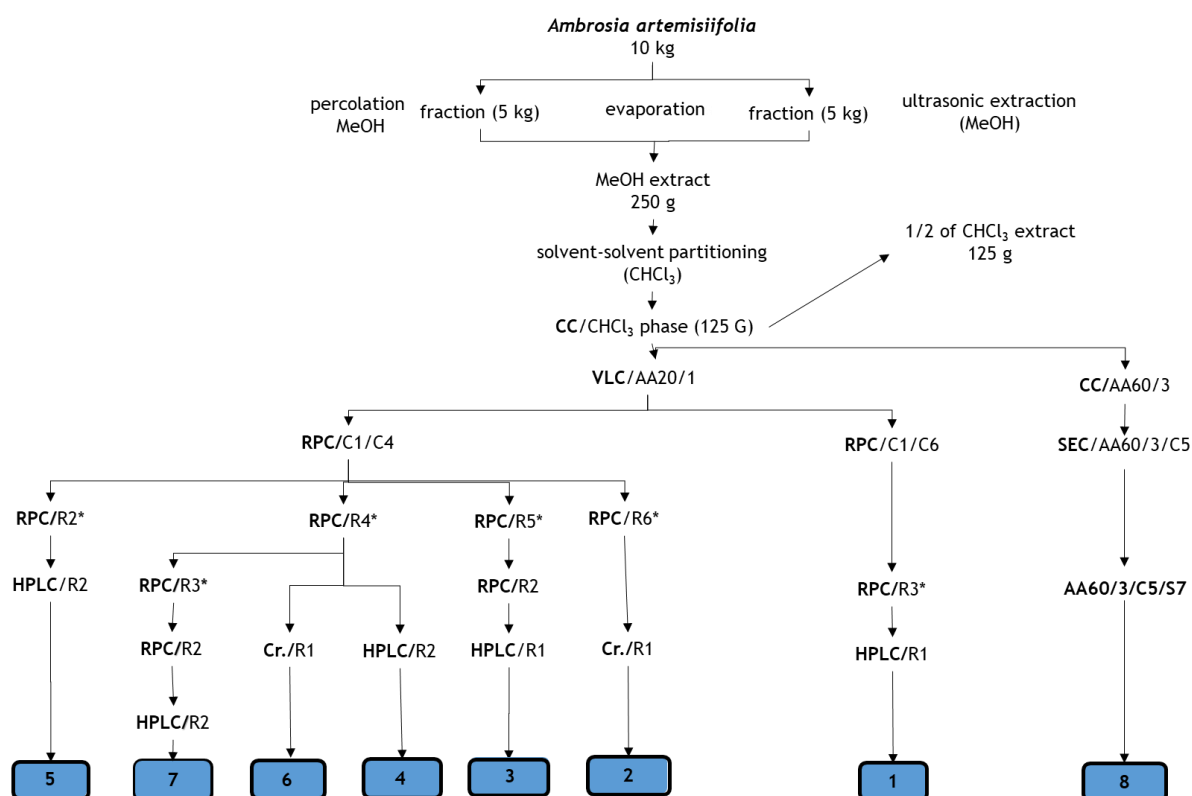 Ambrosia artemisiifolia
10 kg
percolation
MeOH
fraction (5 kg)
evaporation
fraction (5 kg)
ultrasonic extraction
(MeOH)
MeOH extract
250 g
solvent-solvent partitioning
(CHCl₃)
1/2 of CHCl₃ extract
125 g
CC/CHCl₃ phase (125 G)
VLC/AA20/1
CC/AA60/3
RPC/C1/C4
RPC/C1/C6
SEC/AA60/3/C5
RPC/R2*
RPC/R4*
RPC/R5*
RPC/R6*
HPLC/R2
RPC/R3*
RPC/R2
RPC/R3*
AA60/3/C5/S7
RPC/R2
Cr./R1
HPLC/R2
HPLC/R1
Cr./R1
HPLC/R1
HPLC/R2
5
7
6
4
3
2
1
8